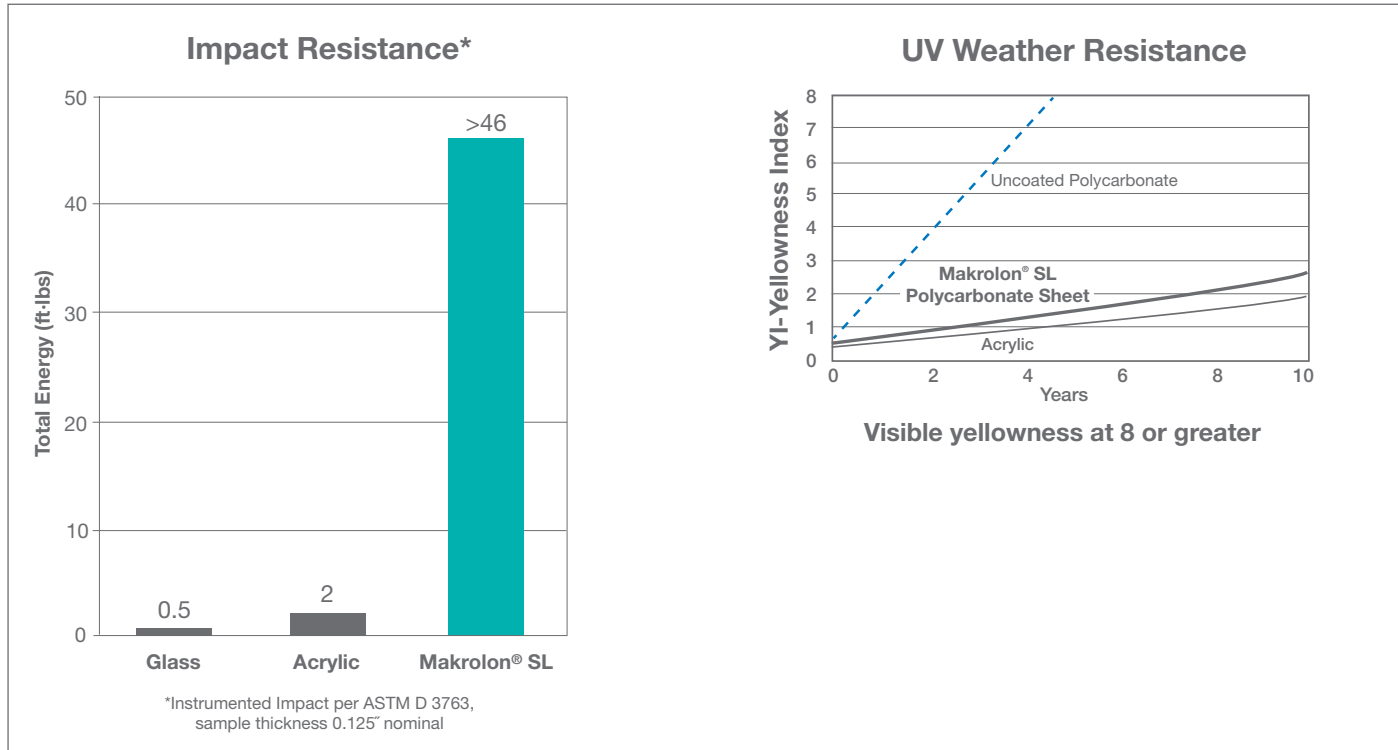 Impact Resistance*
Total Energy (ft·lbs)
50
40
30
20
10
0
0.5
2
>46
Glass
Acrylic
Makrolon® SL
*Instrumented Impact per ASTM D 3763,
sample thickness 0.125˝ nominal
UV Weather Resistance
YI-Yellowness Index
8
7
6
5
4
3
2
1
0
Uncoated Polycarbonate
Makrolon® SL
Polycarbonate Sheet
Acrylic
0
2
4
6
8
10
Years
Visible yellowness at 8 or greater